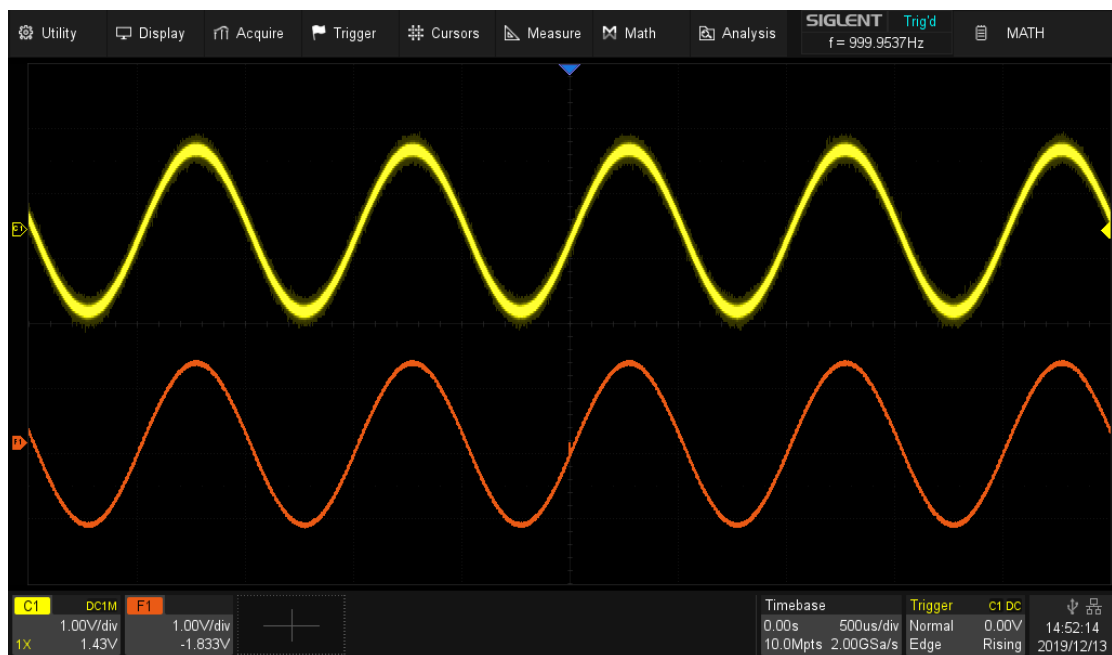 Utility Display Acquire Trigger Cursors Measure Math Analysis SIGLENT Trig'd MATH
f = 999.9537Hz
C1
F1
C1 DC1M F1 Timebase Trigger C1 DC
1.00V/div 1.00V/div 0.00s 500us/div Normal 0.00V 14:52:14
1X 1.43V -1.833V 10.0Mpts 2.00GSa/s Edge Rising 2019/12/13